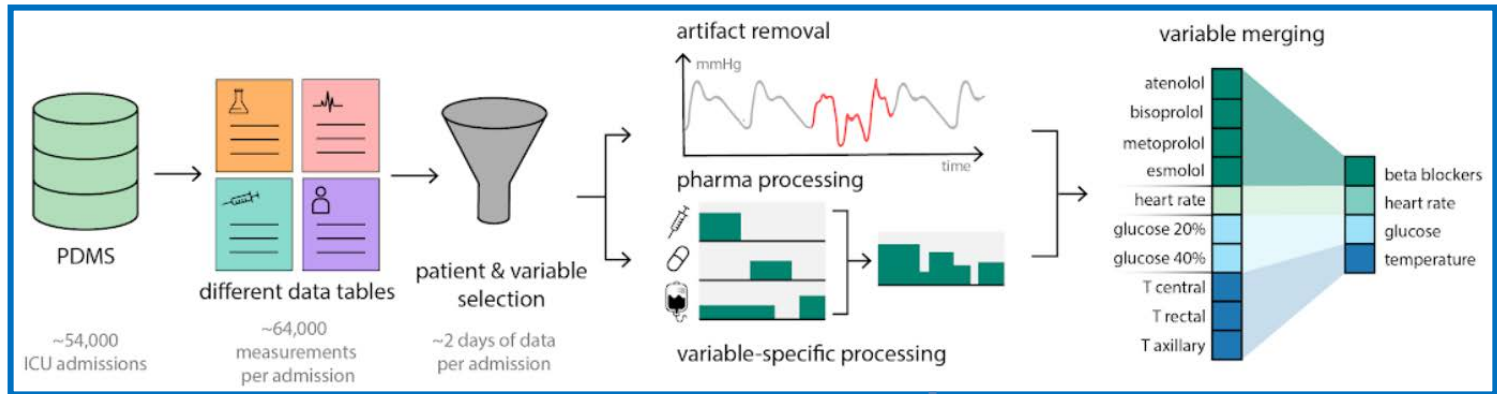 PDMS
~54,000
ICU admissions
different data tables
~64,000
measurements
per admission
patient & variable
selection
~2 days of data
per admission
artifact removal
mmHg
time
pharma processing
variable-specific processing
variable merging
atenolol
bisoprolol
metoprolol
esmolol
heart rate
glucose 20%
glucose 40%
T central
T rectal
T axillary
beta blockers
heart rate
glucose
temperature